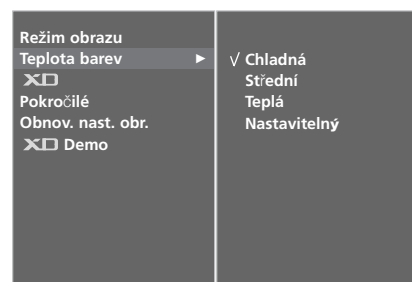 Režim obrazu
Teplota barev ►
XD
Pokročilé
Obnov. nast. obr.
XD Demo
√ Chladná
Střední
Teplá
Nastavitelný